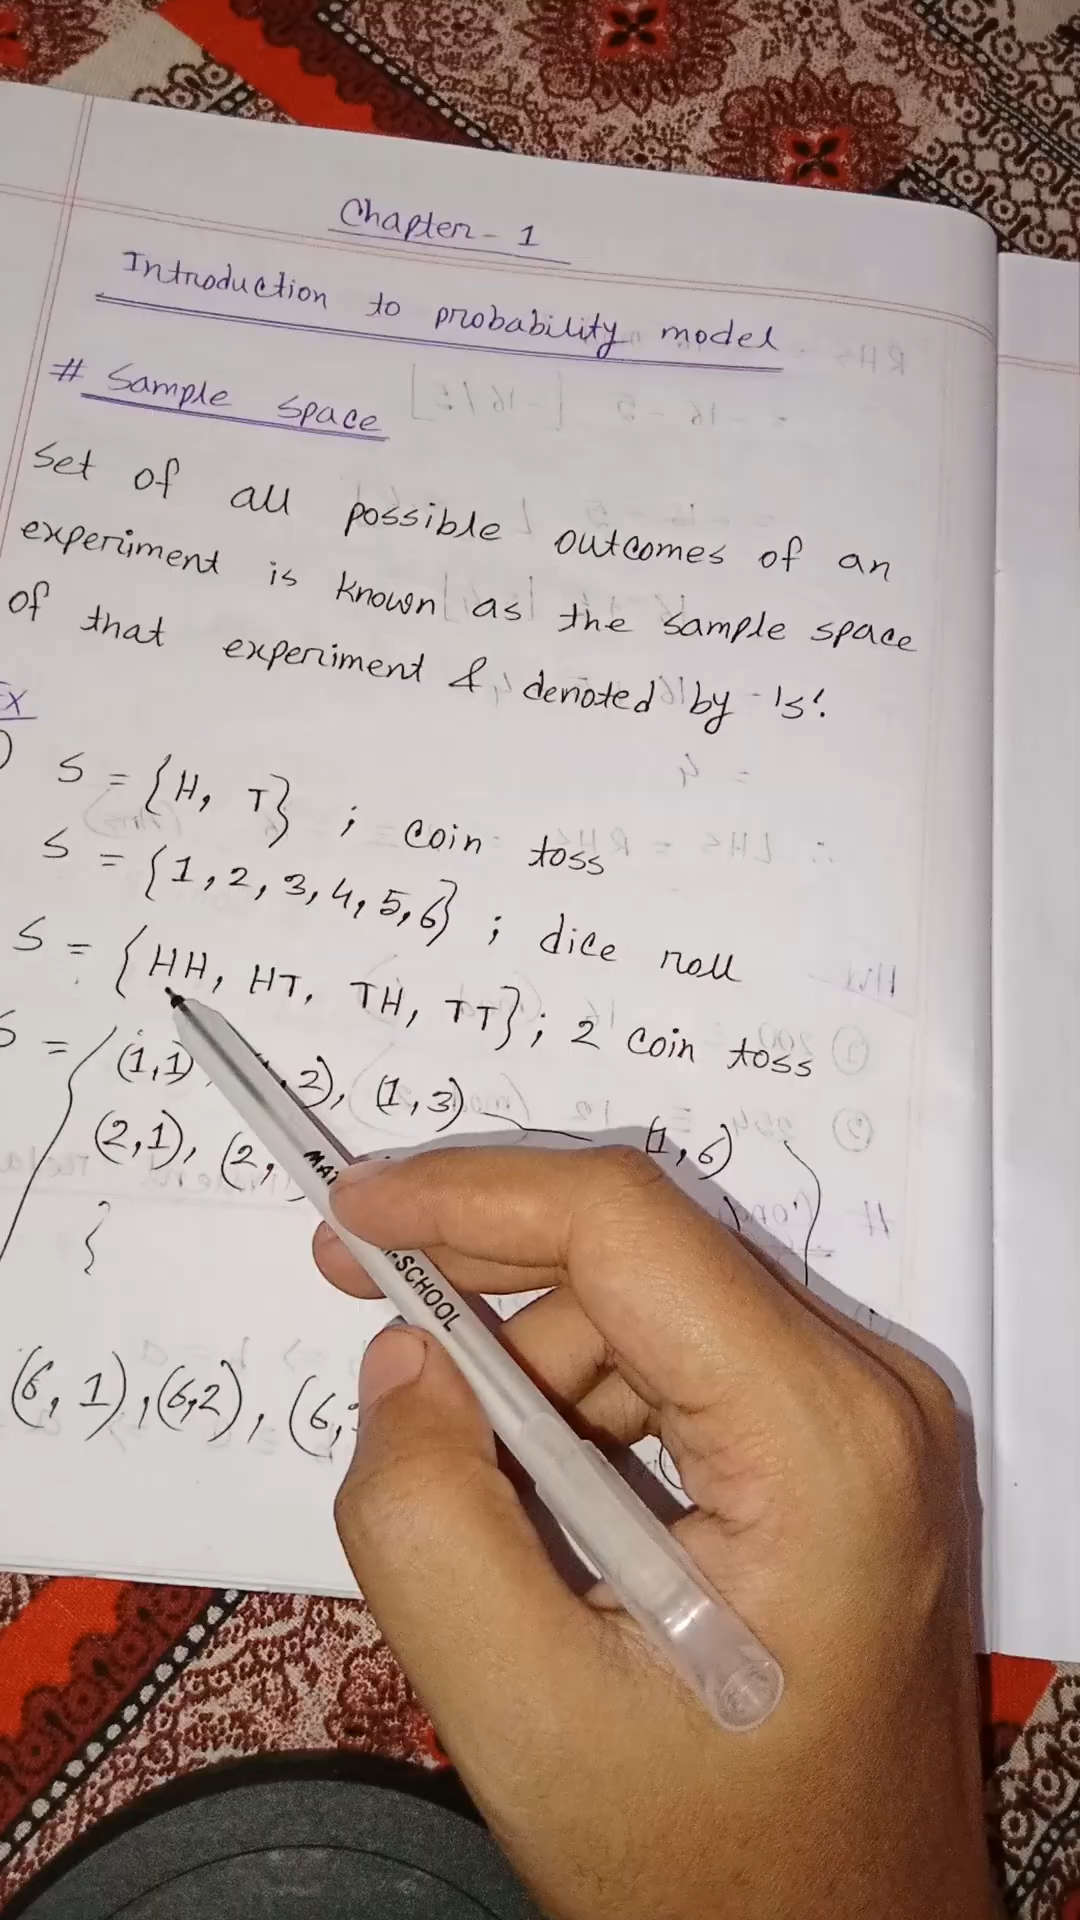 Chapter - 1
Introduction to probability model
# Sample space
Set of all possible outcomes of an
experiment is known as the sample space
of that experiment & denoted by 's'.
Ex
S = {H, T} ; coin toss
S = {1, 2, 3, 4, 5, 6} ; dice roll
S = {HH, HT, TH, TT} ; 2 coin toss
S = { (1,1), , 2), (1, 3) (1, 6)
(2,1), (2,
(6, 1), (6,2), (6,
MAT
SCHOOL